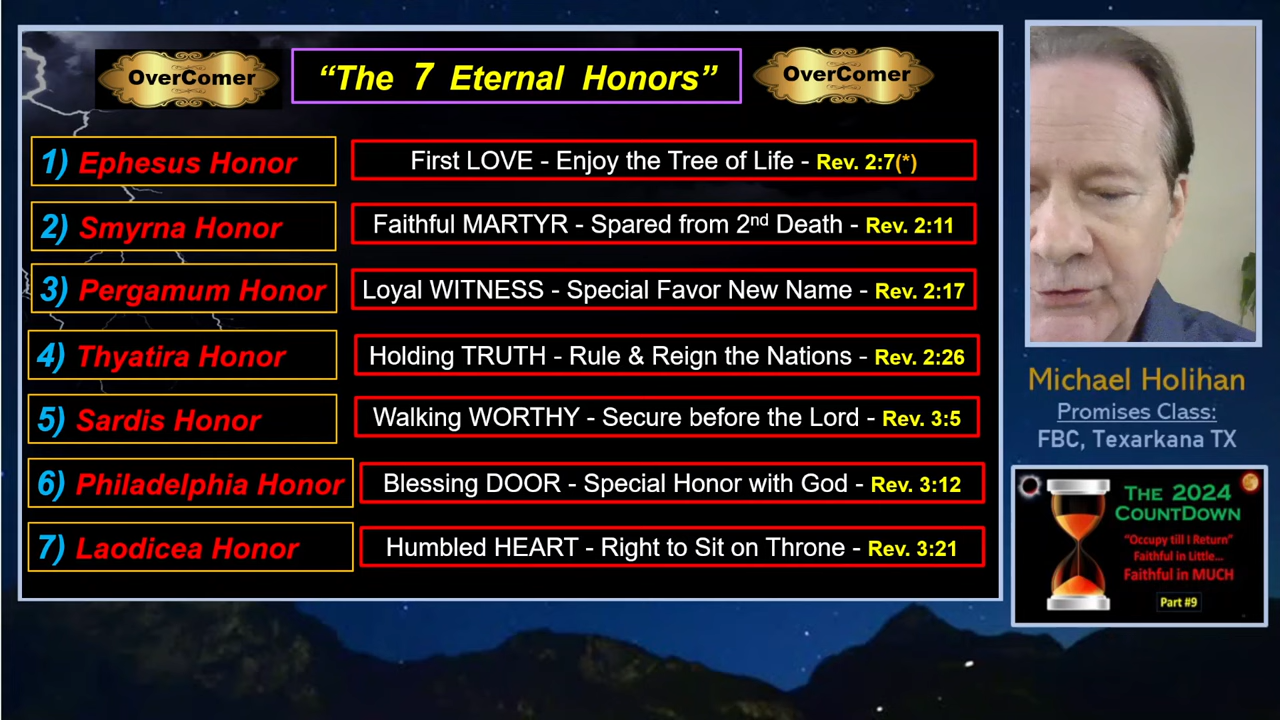 OverComer
“The 7 Eternal Honors”
OverComer
1) Ephesus Honor
First LOVE - Enjoy the Tree of Life - Rev. 2:7(*)
2) Smyrna Honor
Faithful MARTYR - Spared from 2nd Death - Rev. 2:11
3) Pergamum Honor
Loyal WITNESS - Special Favor New Name - Rev. 2:17
4) Thyatira Honor
Holding TRUTH - Rule & Reign the Nations - Rev. 2:26
5) Sardis Honor
Walking WORTHY - Secure before the Lord - Rev. 3:5
6) Philadelphia Honor
Blessing DOOR - Special Honor with God - Rev. 3:12
7) Laodicea Honor
Humbled HEART - Right to Sit on Throne - Rev. 3:21
Michael Holihan
Promises Class:
FBC, Texarkana TX
The 2024
CountDown
“Occupy till I Return”
Faithful in Little...
Faithful in MUCH
Part #9